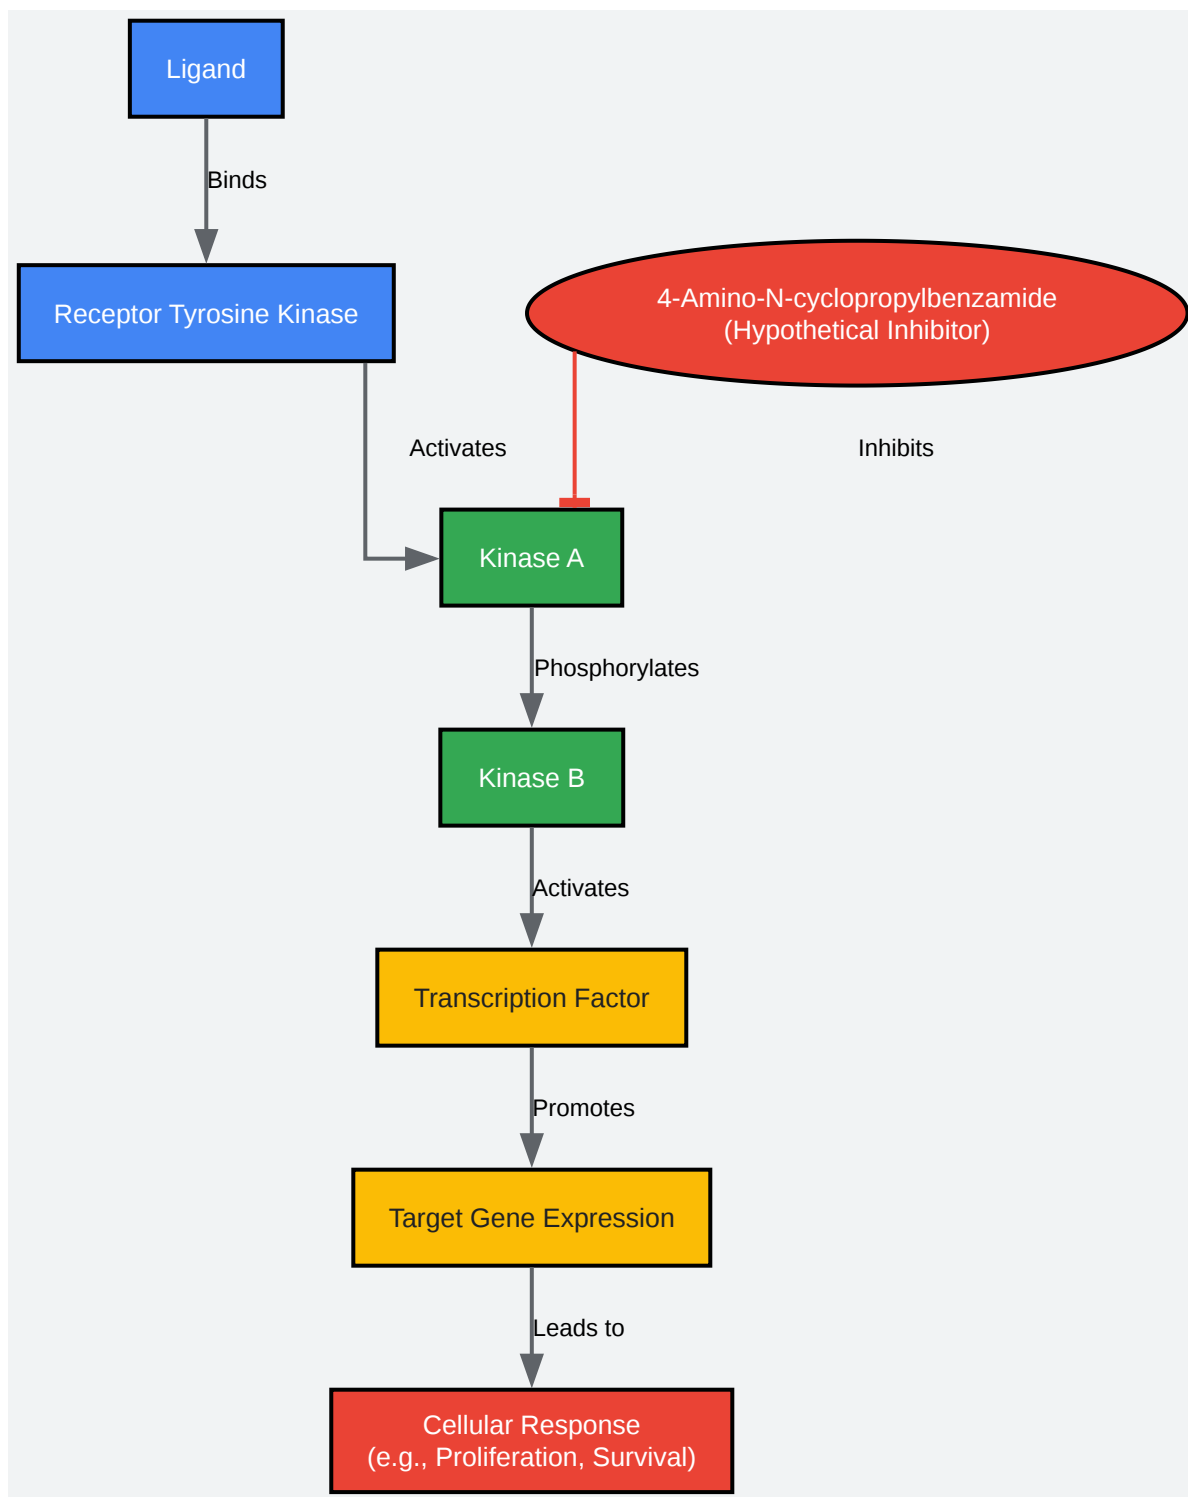 Ligand
Binds
Receptor Tyrosine Kinase
4-Amino-N-cyclopropylbenzamide
(Hypothetical Inhibitor)
Activates
Inhibits
Kinase A
Phosphorylates
Kinase B
Activates
Transcription Factor
Promotes
Target Gene Expression
Leads to
Cellular Response
(e.g., Proliferation, Survival)